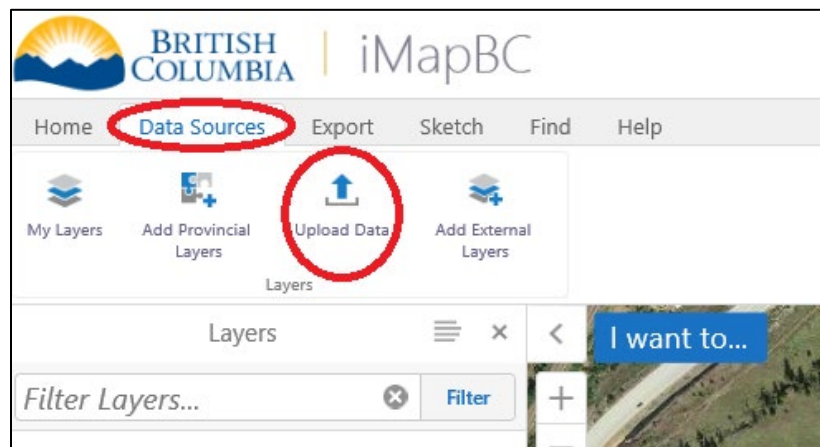 BRITISH
COLUMBIA
iMapBC
Home Data Sources Export Sketch Find Help
My Layers Add Provincial Upload Data Add External
Layers Layers
Layers
Layers
I want to...
Filter Layers... Filter